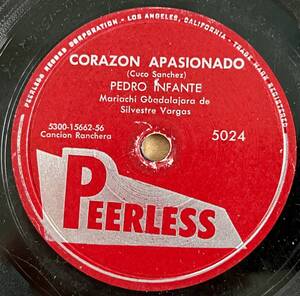 PEERLESS RECORD CORPORATION - LOS ANGELES, CALIFORNIA - TRADE MARK REGISTERED
CORAZON APASIONADO
(Cuco Sanchez)
PEDRO INFANTE
Mariachi Guadalajara de
Silvestre Vargas
5300-15662-56
Cancion Ranchera
5024
PEERLESS